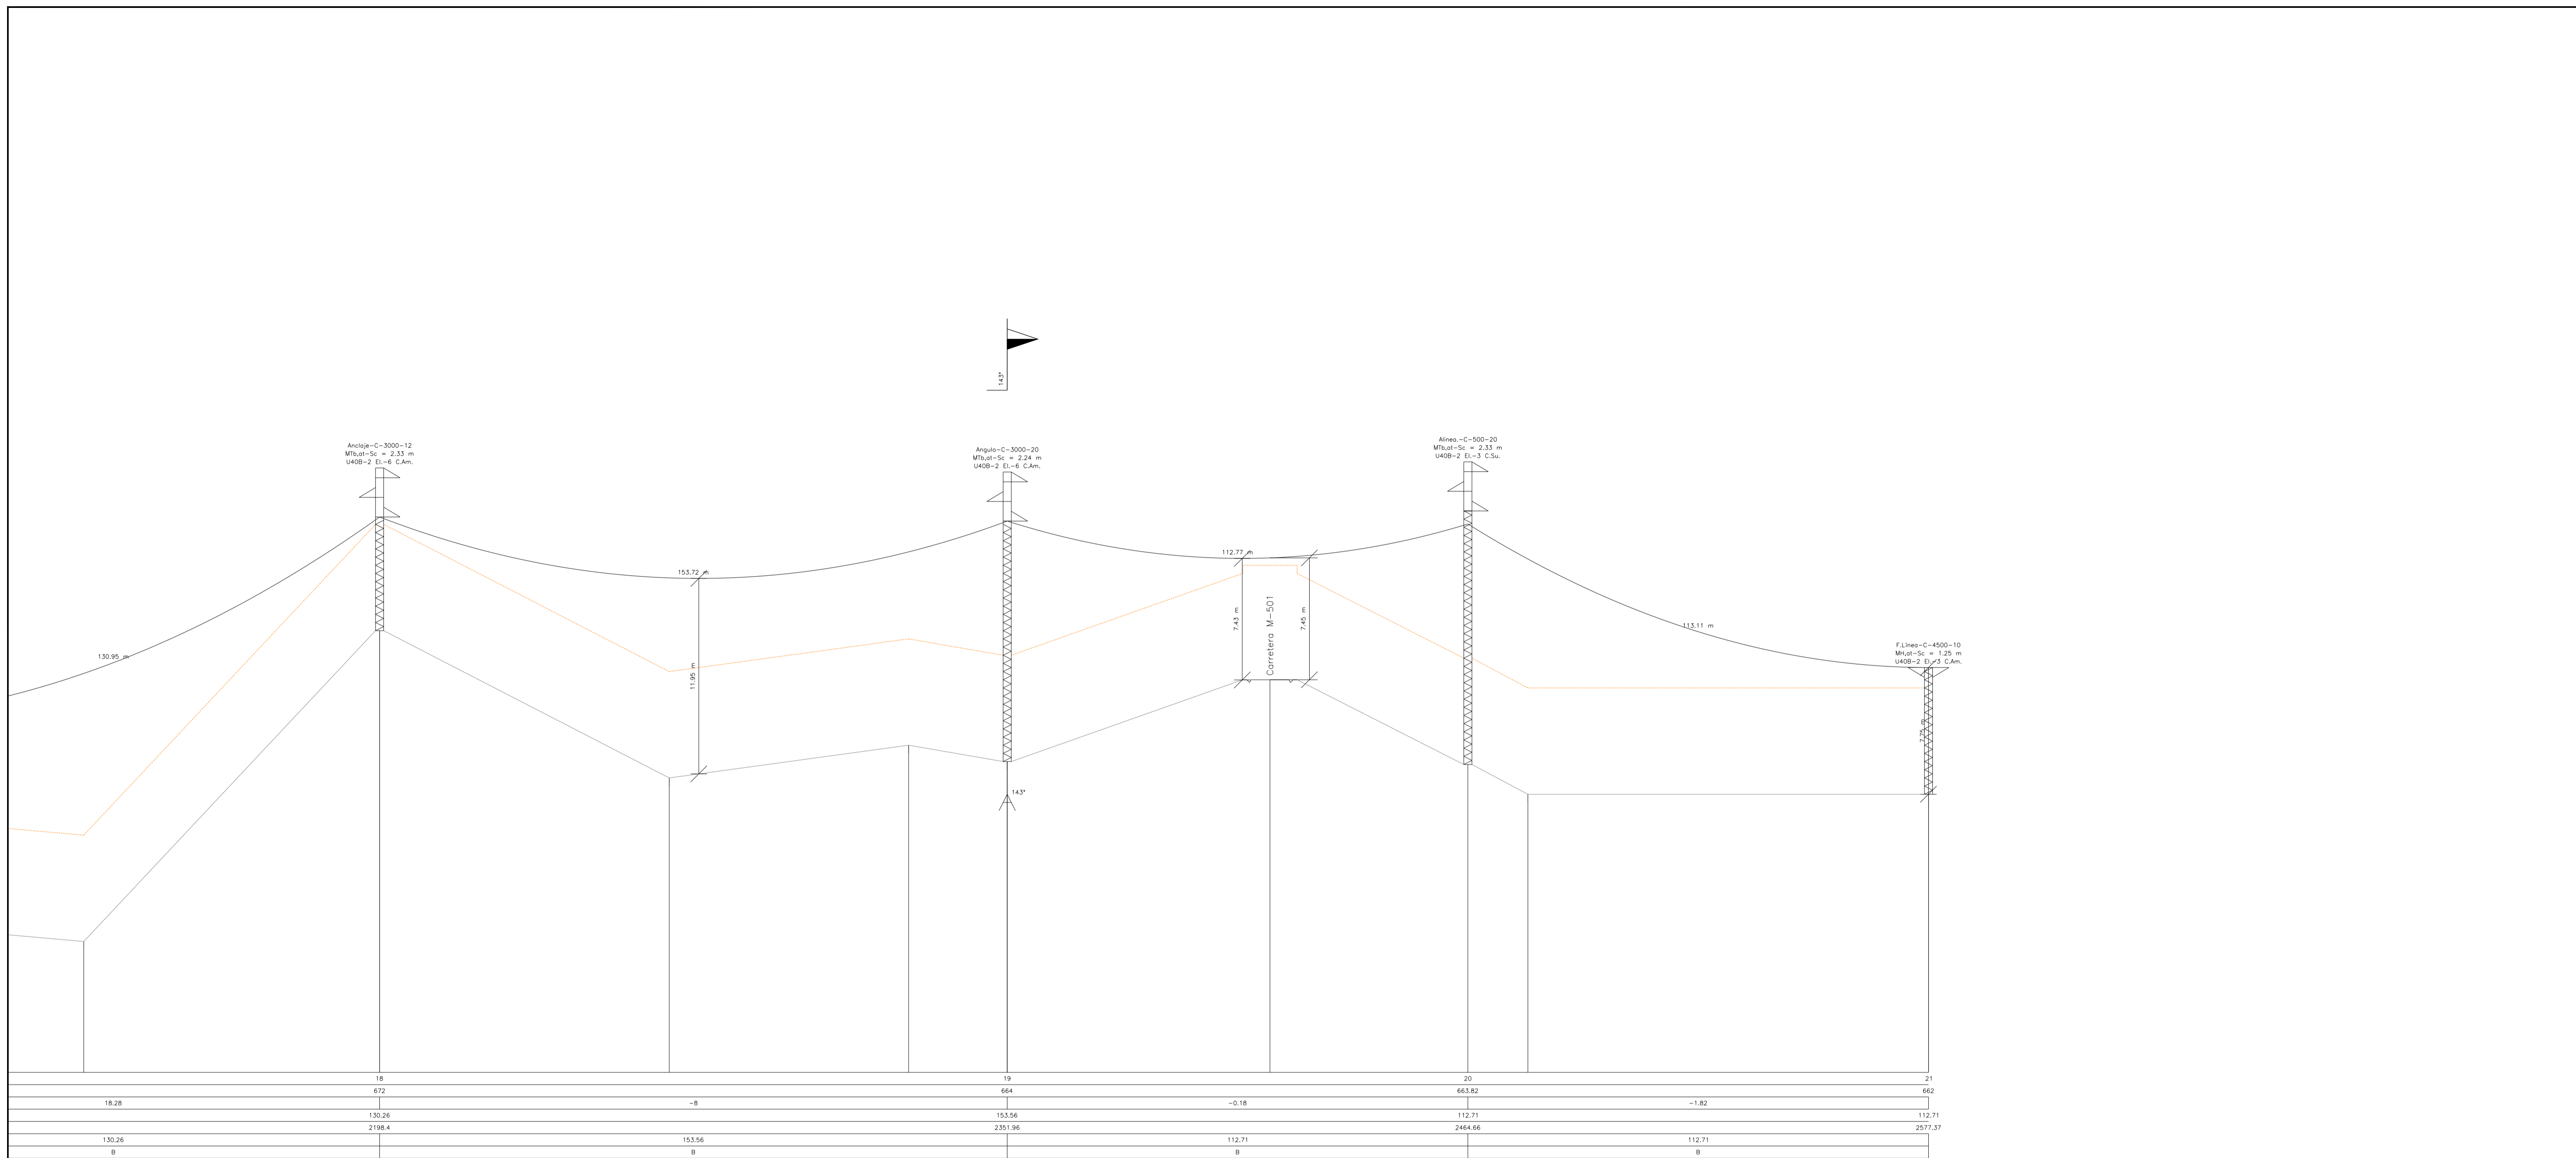 143°
Anclaje-C-3000-12
MTb,at-Sc = 2.33 m
U40B-2 El.-6 C.Am.
Angulo-C-3000-20
MTb,at-Sc = 2.24 m
U40B-2 El.-6 C.Am.
Alinea.-C-500-20
MTb,at-Sc = 2.33 m
U40B-2 El.-3 C.Su.
F.Linea-C-4500-10
MH,at-Sc = 1.25 m
U40B-2 El.-3 C.Am.
130.95 m
153.72 m
112.77 m
113.11 m
11.95 m
7.43 m
Carretera M-501
7.45 m
143°
18 19 20 21
672 664 663.82 662
18.28 -8 -0.18 -1.82
130.26 153.56 112.71 112.71
2198.4 2351.96 2464.66 2577.37
130.26 153.56 112.71 112.71
B B B B